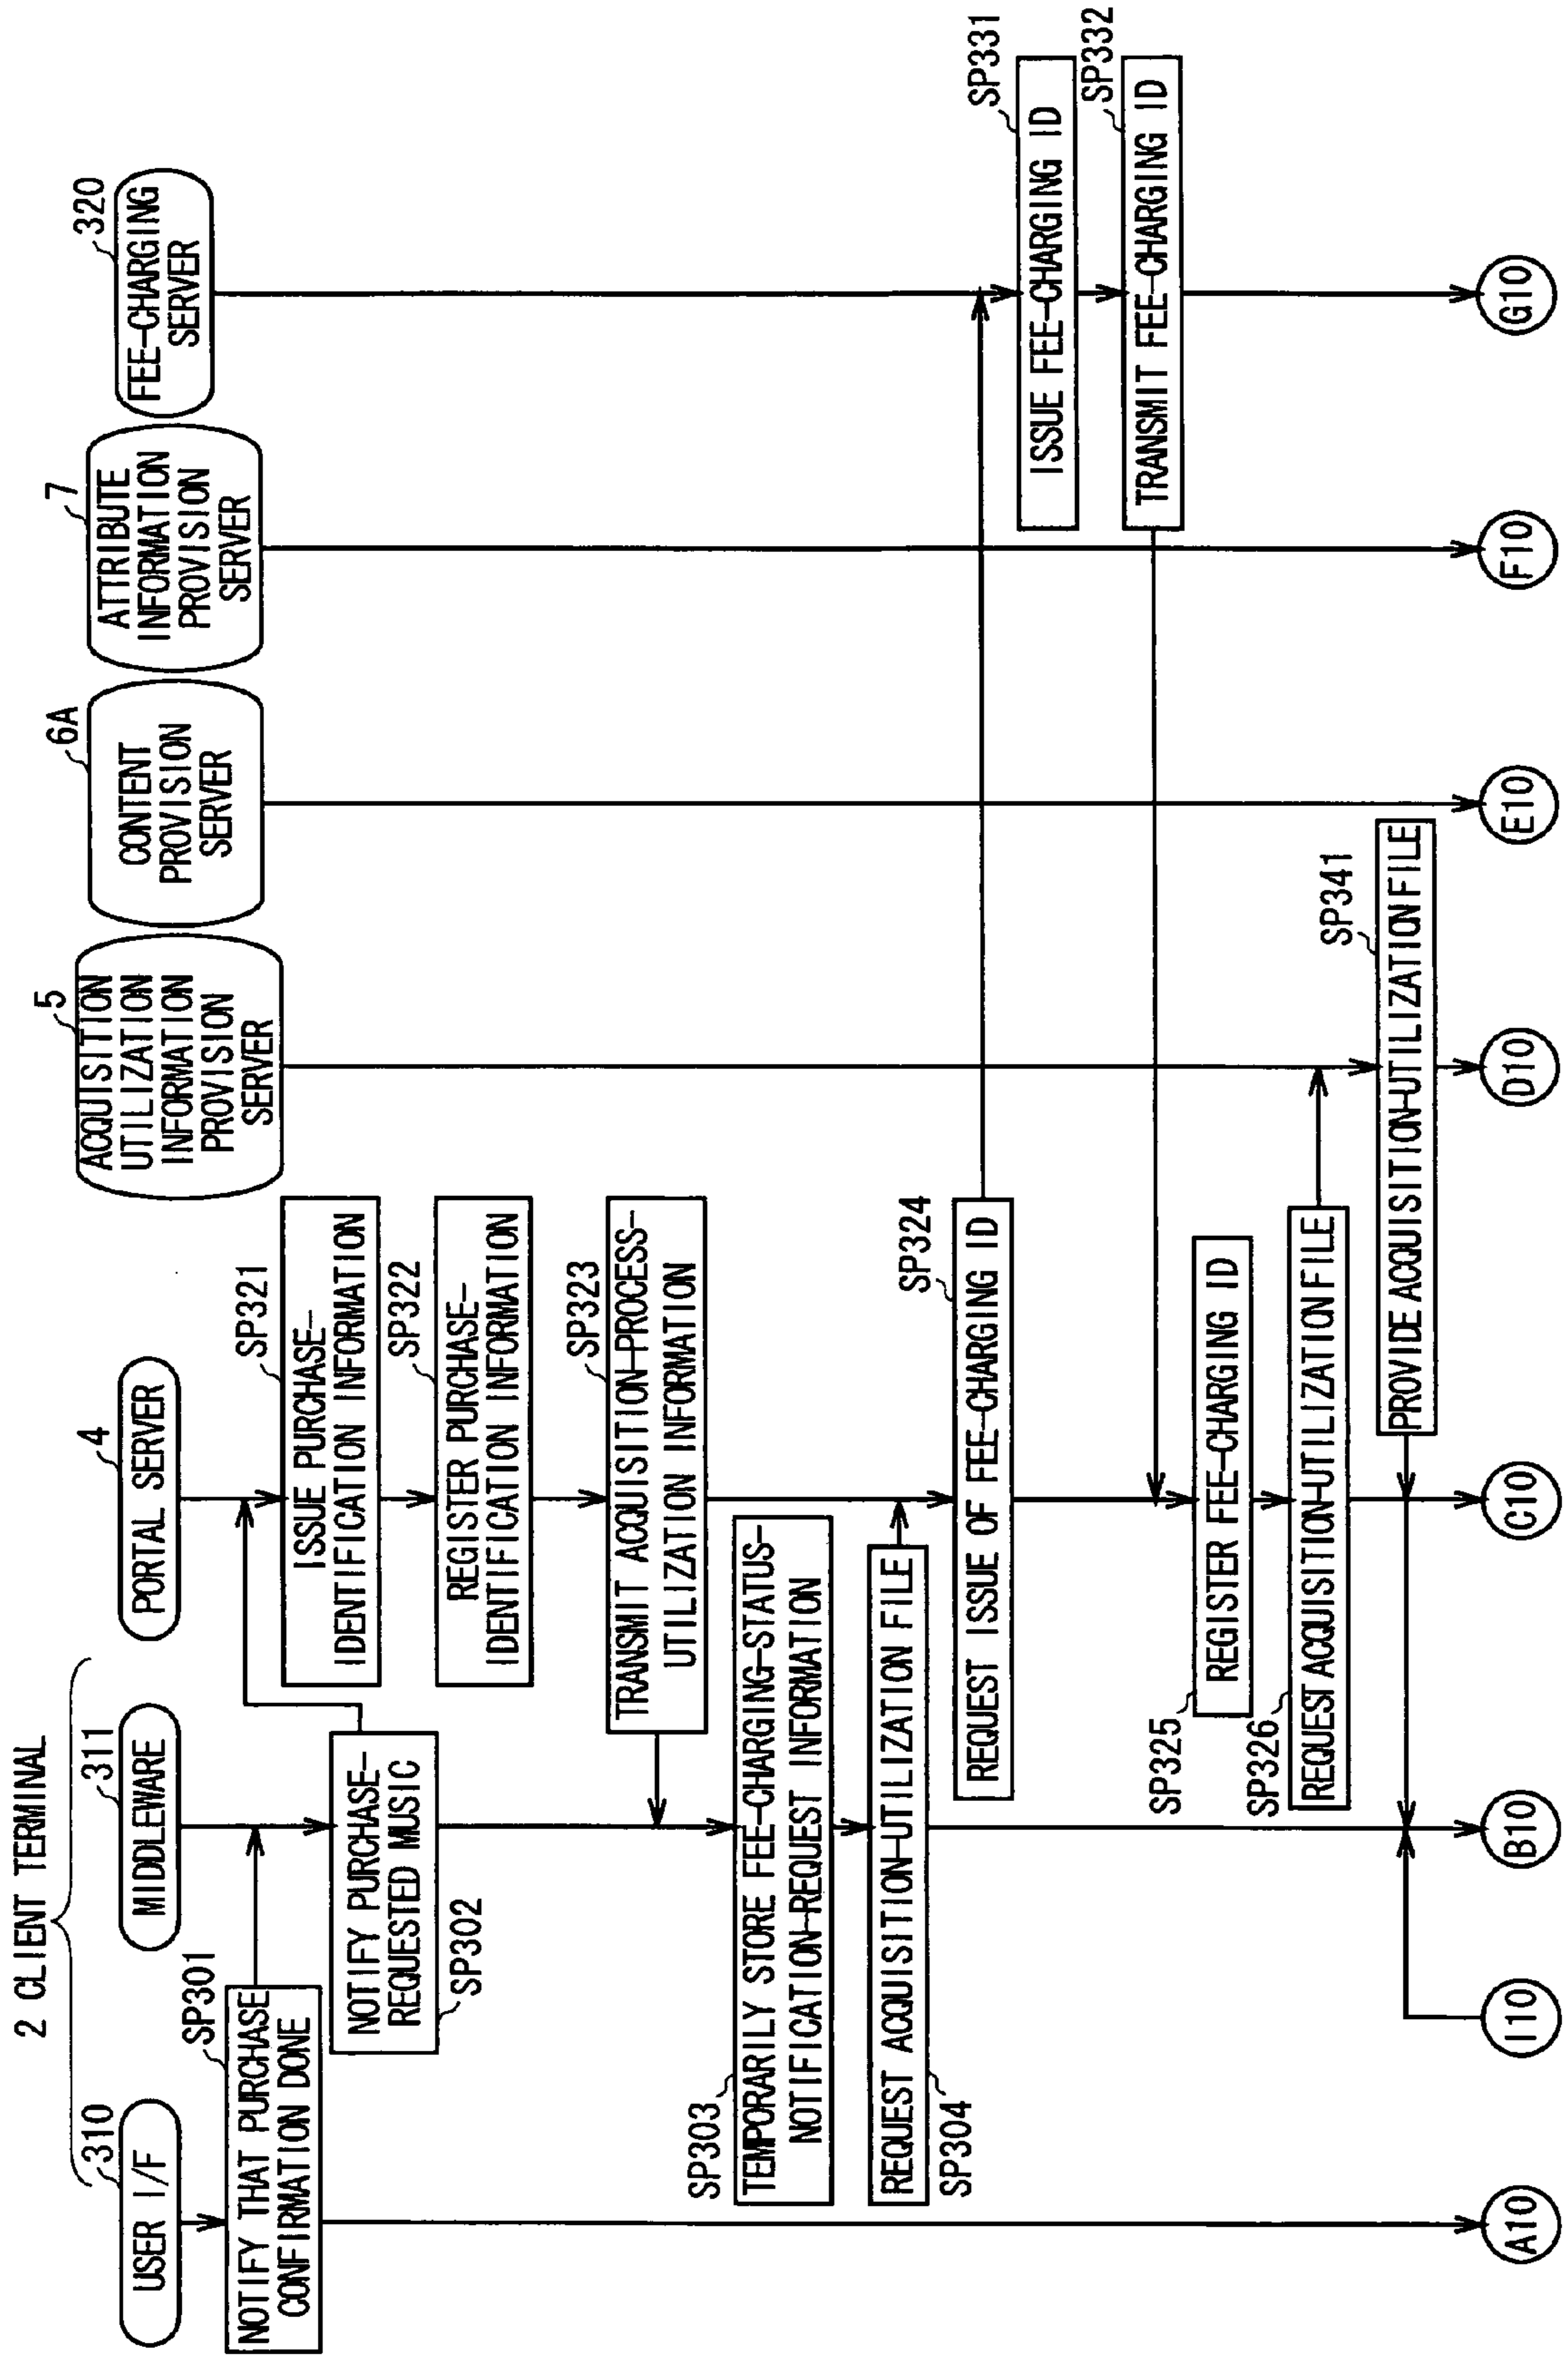 2 CLIENT TERMINAL
310
USER I/F
311
MIDDLEWARE
4
PORTAL SERVER
5
ACQUISITION
UTILIZATION
INFORMATION
PROVISION
SERVER
6A
CONTENT
PROVISION
SERVER
7
ATTRIBUTE
INFORMATION
PROVISION
SERVER
320
FEE-CHARGING
SERVER
SP301
NOTIFY THAT PURCHASE
CONFIRMATION DONE
NOTIFY PURCHASE-
REQUESTED MUSIC
SP302
SP321
ISSUE PURCHASE-
IDENTIFICATION INFORMATION
SP322
REGISTER PURCHASE-
IDENTIFICATION INFORMATION
SP323
TRANSMIT ACQUISITION-PROCESS-
UTILIZATION INFORMATION
SP303
TEMPORARILY STORE FEE-CHARGING-STATUS-
NOTIFICATION-REQUEST INFORMATION
REQUEST ACQUISITION-UTILIZATION FILE
SP304
SP324
REQUEST ISSUE OF FEE-CHARGING ID
SP331
ISSUE FEE-CHARGING ID
SP332
TRANSMIT FEE-CHARGING ID
SP325
REGISTER FEE-CHARGING ID
SP326
REQUEST ACQUISITION-UTILIZATION FILE
SP341
PROVIDE ACQUISITION-UTILIZATION FILE
A10
I10
B10
C10
D10
E10
F10
G10